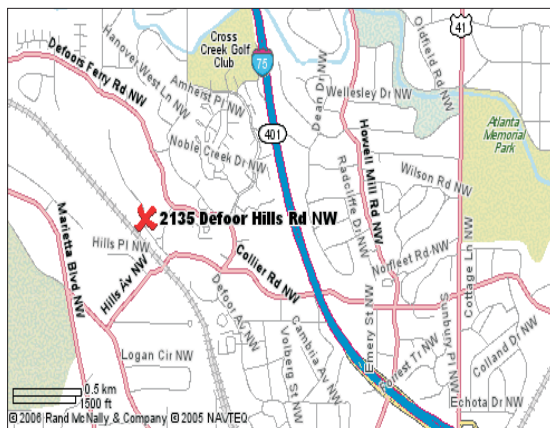 Cross
Creek Golf
Club
41
Oldfield Rd NW
Defoors Ferry Rd NW
Hanover West Ln NW
75
Dean Dr NW
Amherst Pl NW
Wellesley Dr NW
Atlanta
Memorial
Park
401
Noble Creek Dr NW
Howell Mill Rd NW
Radcliffe Dr NW
Wilson Rd NW
2135 Defoor Hills Rd NW
Marietta Blvd NW
Hills Pl NW
Hills Av NW
Collier Rd NW
Norfleet Rd NW
Cottage Ln NW
Defoor Av NW
Emery St NW
Sunbury Pl NW
Cambria Av NW
Volberg St NW
Logan Cir NW
Forrest Tr NW
Colland Dr NW
Echota Dr NW
0.5 km
1500 ft
© 2006 Rand McNally & Company © 2005 NAVTEQ